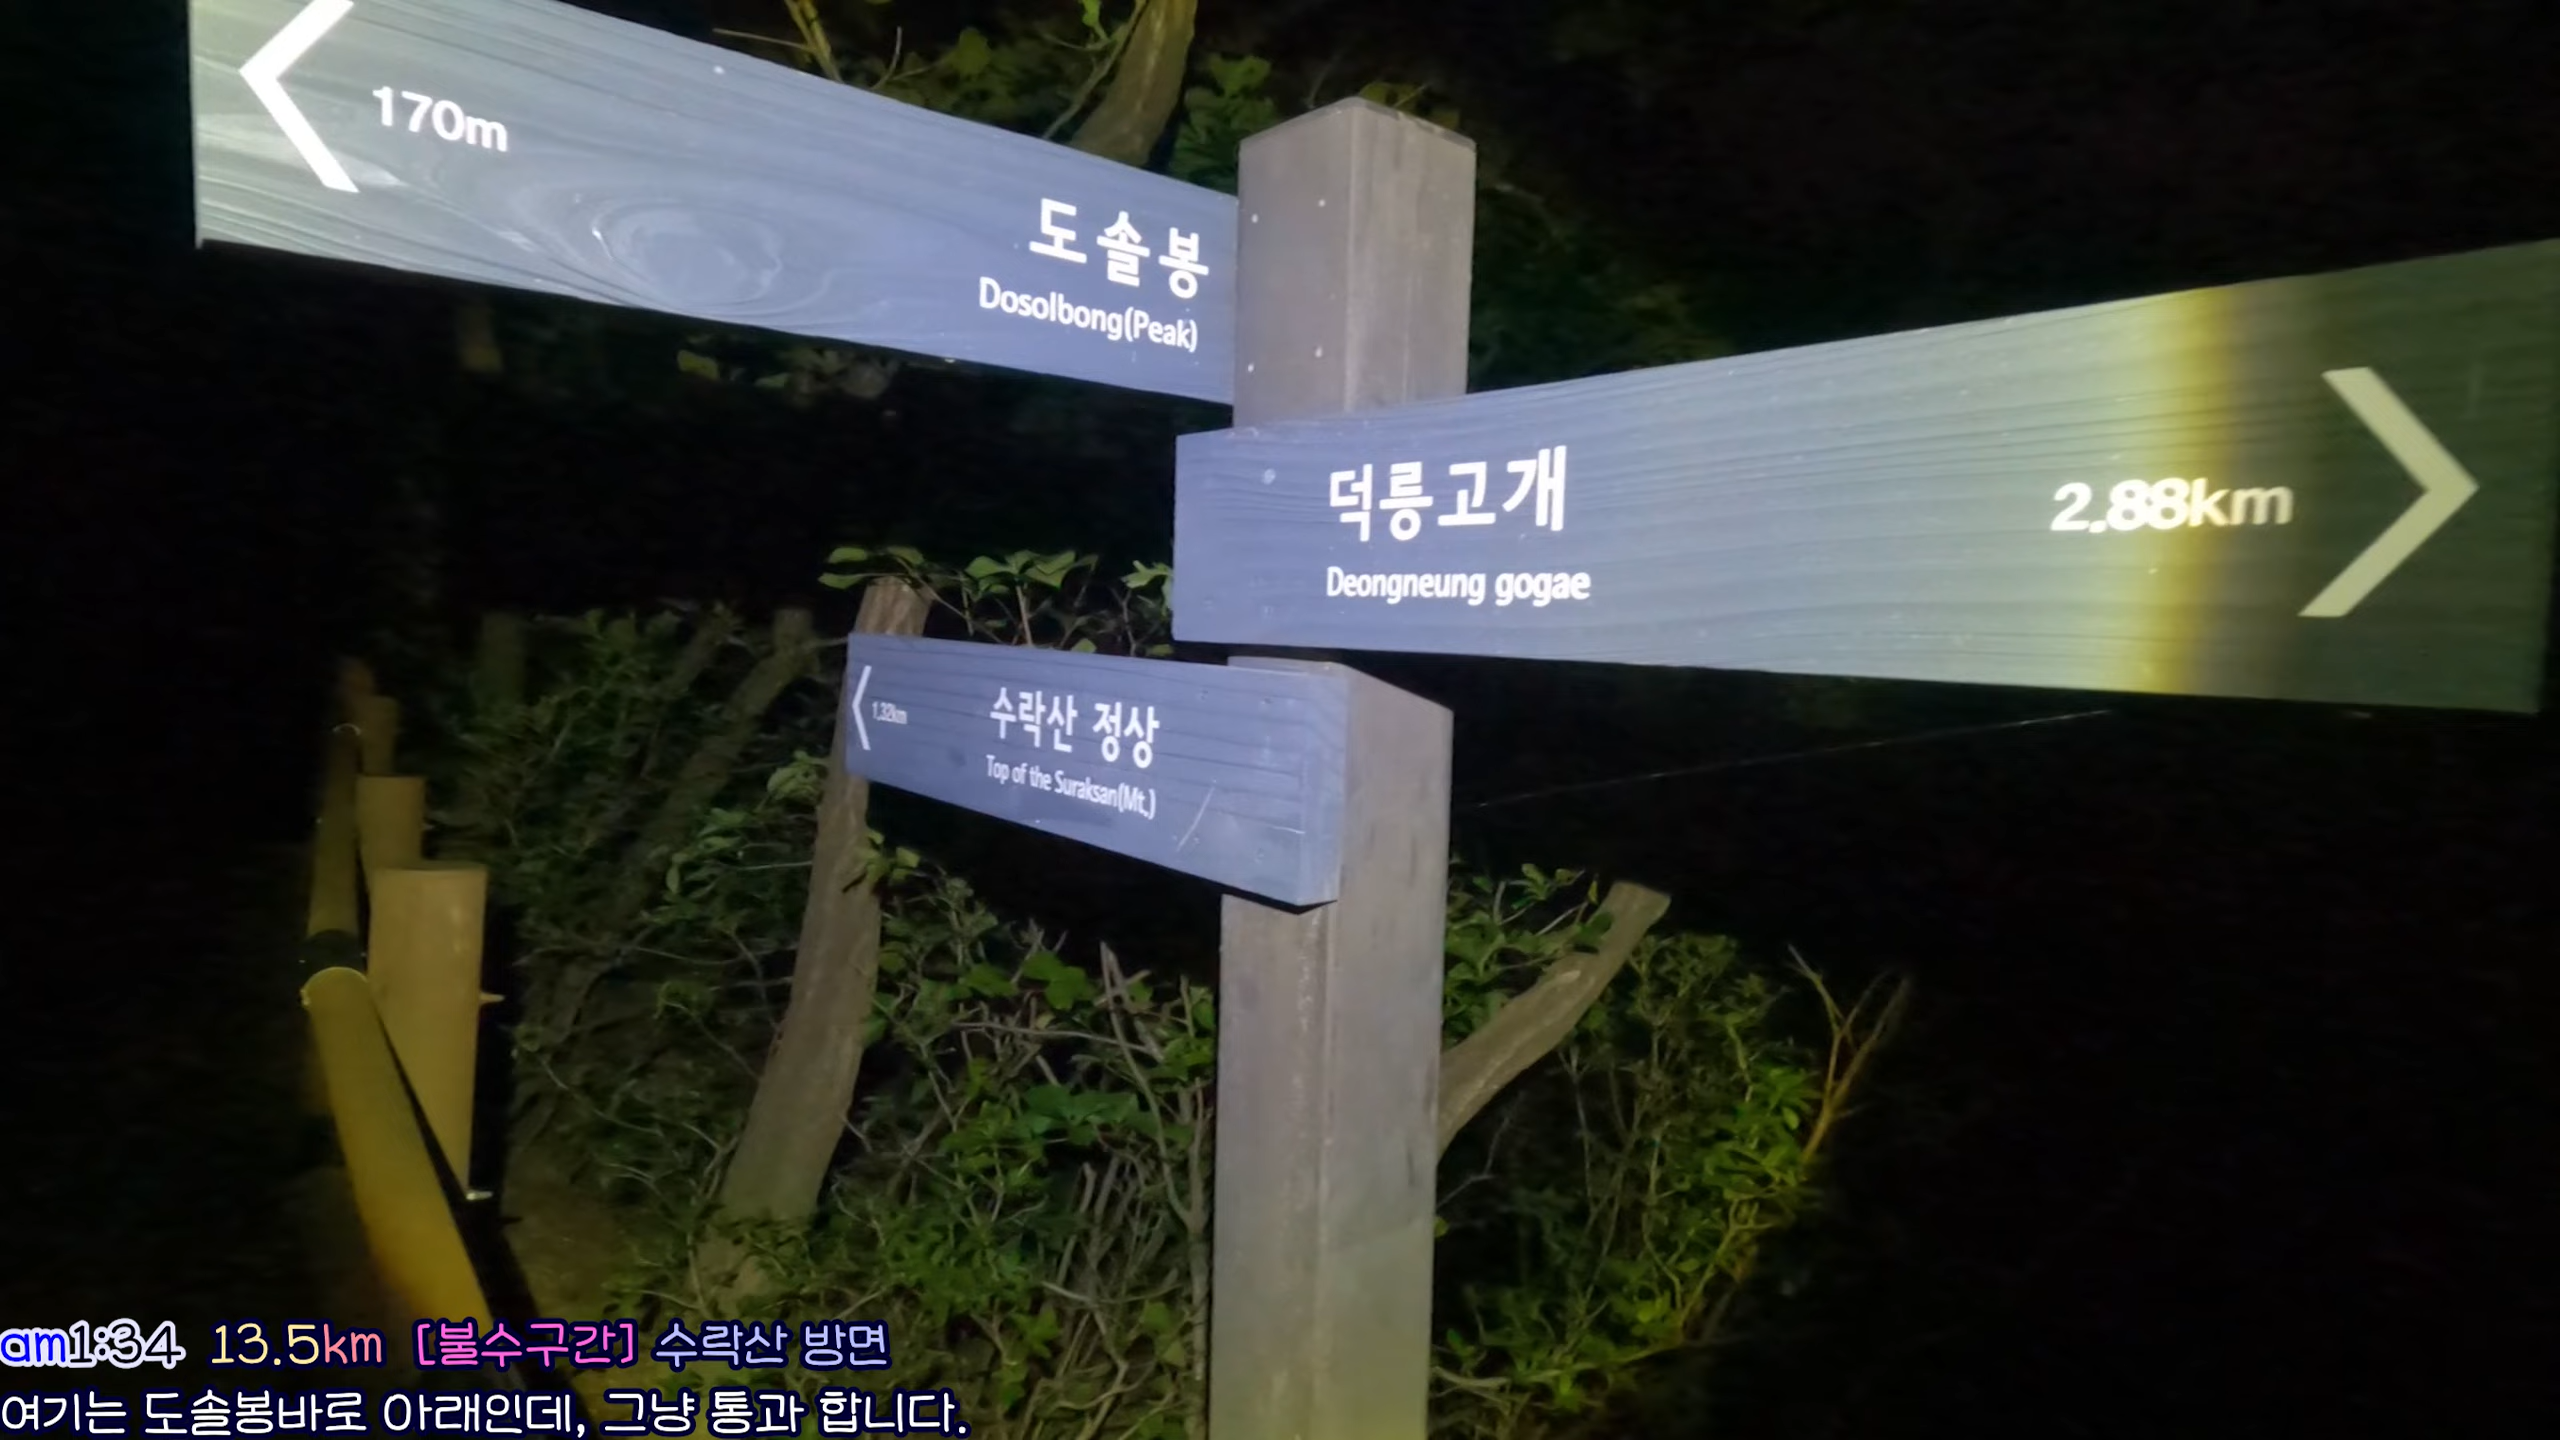 170m
도솔봉
Dosolbong(Peak)
덕릉고개
2.88km
Deongneung gogae
1.32km
수락산 정상
Top of the Suraksan(Mt.)
am1:34 13.5km [불수구간] 수락산 방면
여기는 도솔봉바로 아래인데, 그냥 통과 합니다.